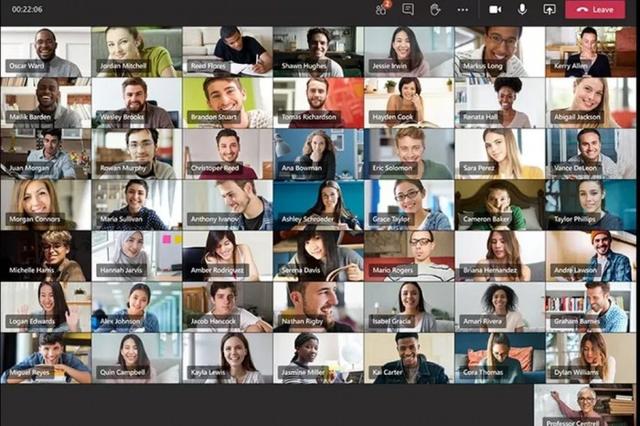 00:22:06
2
Leave
Oscar Ward
Jordan Mitchell
Reed Flores
Shawn Hughes
Jessie Irwin
Markus Long
Kerry Allen
Malik Barden
Wesley Brooks
Brandon Stuart
Tomas Richardson
Hayden Cook
Renata Hall
Abigail Jackson
Juan Morgan
Rowan Murphy
Christoper Reed
Ana Bowman
Eric Solomon
Sara Perez
Vance DeLeon
Morgan Connors
Maria Sullivan
Anthony Ivanov
Ashley Schroeder
Grace Taylor
Cameron Baker
Taylor Phillips
Michelle Harris
Hannah Jarvis
Amber Rodriguez
Serena Davis
Mario Rogers
Briana Hernandez
Andre Lawson
Logan Edwards
Alex Johnson
Jacob Hancock
Nathan Rigby
Isabel Gracia
Amari Rivera
Graham Barnes
Miguel Reyes
Quin Campbell
Kayla Lewis
Jasmine Miller
Kai Carter
Cora Thomas
Dylan Williams
Professor Centrell